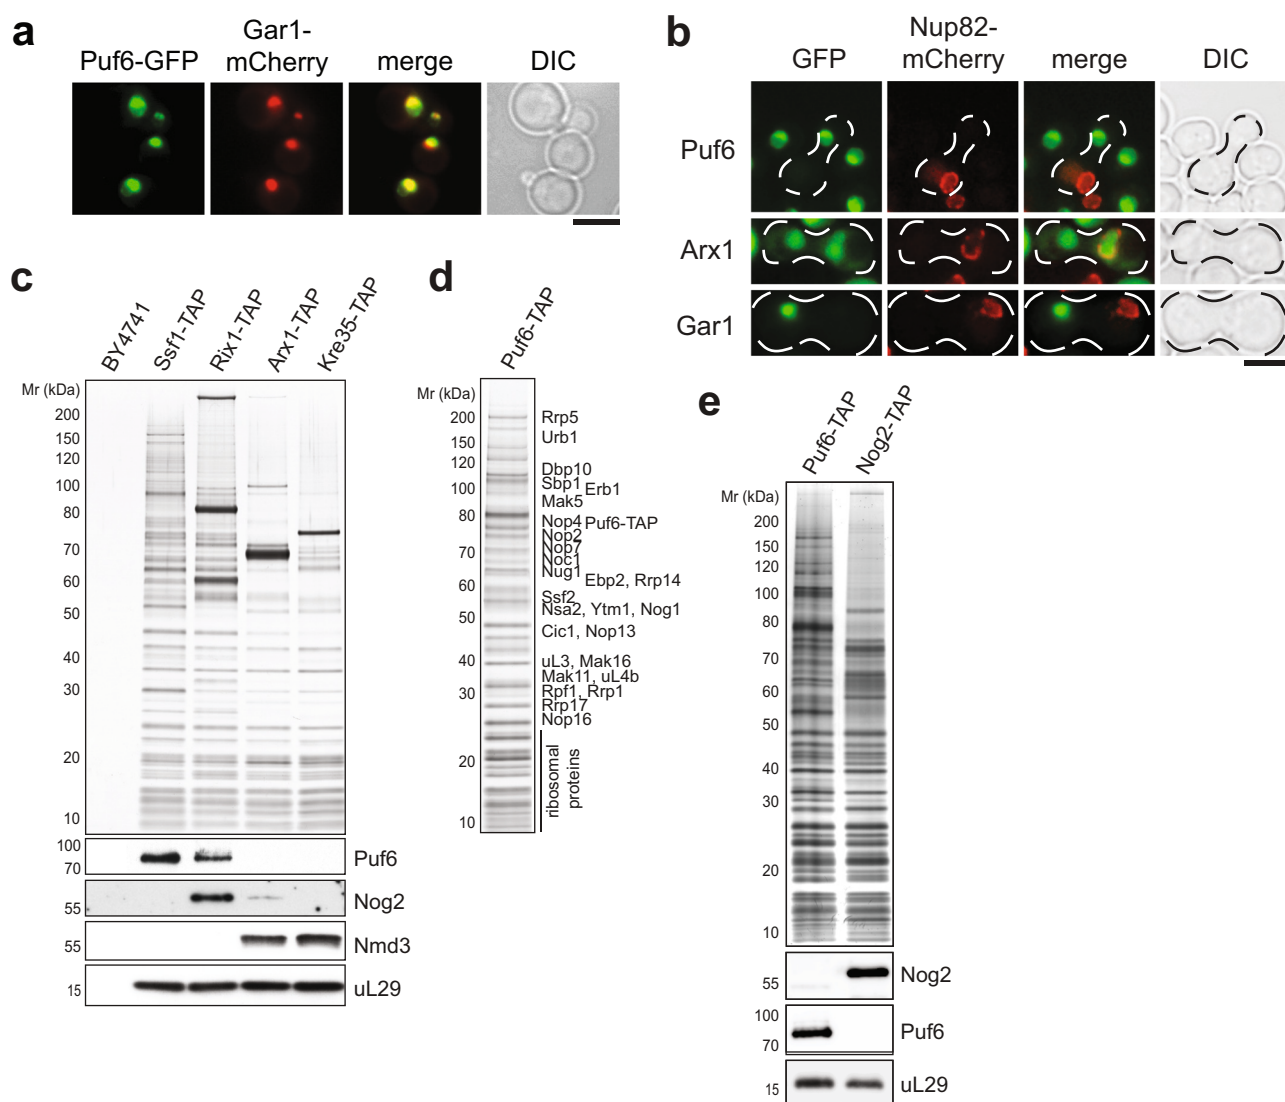 a
Puf6-GFP
Gar1-
mCherry
merge
DIC
b
GFP
Nup82-
mCherry
merge
DIC
Puf6
Arx1
Gar1
c
BY4741
Ssf1-TAP
Rix1-TAP
Arx1-TAP
Kre35-TAP
Mr (kDa)
200
150
120
100
80
70
60
50
40
30
20
10
100
70
Puf6
55
Nog2
55
Nmd3
15
uL29
d
Puf6-TAP
Mr (kDa)
200
150
120
100
80
70
60
50
40
30
20
10
Rrp5
Urb1
Dbp10
Sbp1
Erb1
Mak5
Nop4
Puf6-TAP
Nop2
Nop7
Noc1
Nug1
Ebp2, Rrp14
Ssf2
Nsa2, Ytm1, Nog1
Cic1, Nop13
uL3, Mak16
Mak11, uL4b
Rpf1, Rrp1
Rrp17
Nop16
ribosomal
proteins
e
Puf6-TAP
Nog2-TAP
Mr (kDa)
200
150
120
100
80
70
60
50
40
30
20
10
55
Nog2
100
70
Puf6
15
uL29